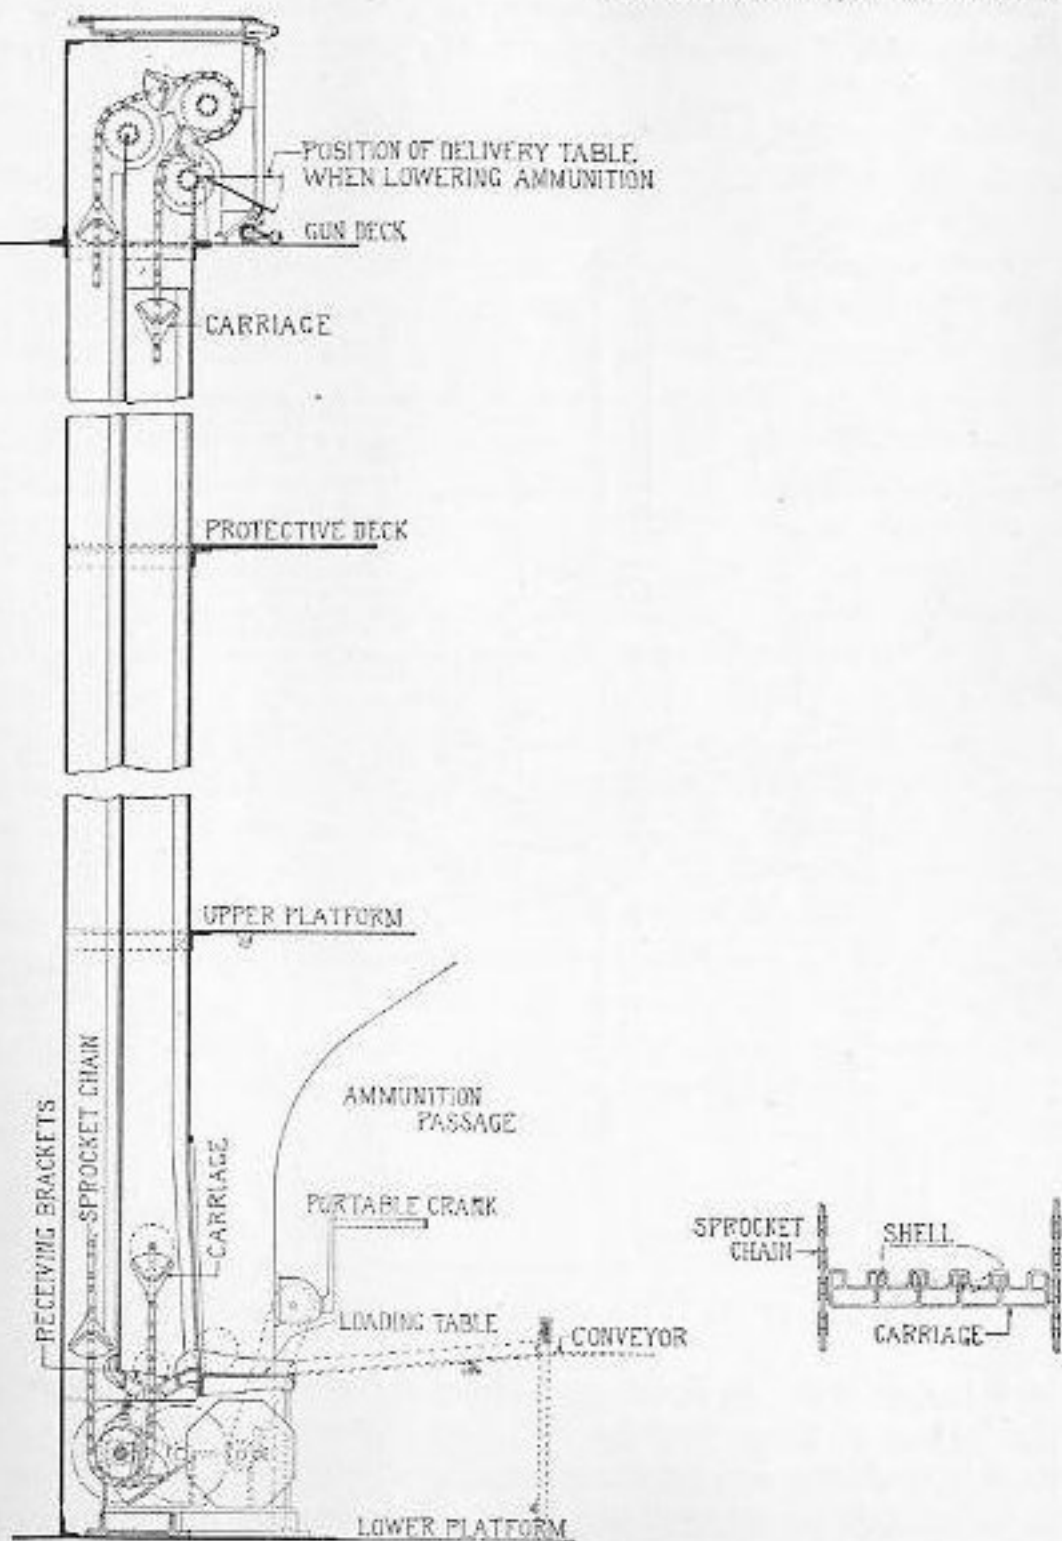 POSITION OF DELIVERY TABLE
WHEN LOWERING AMMUNITION
GUN DECK
CARRIAGE
PROTECTIVE DECK
UPPER PLATFORM
RECEIVING BRACKETS
SPROCKET CHAIN
CARRIAGE
AMMUNITION
PASSAGE
PORTABLE CRANK
LOADING TABLE
CONVEYOR
SPROCKET
CHAIN
SHELL
CARRIAGE
LOWER PLATFORM